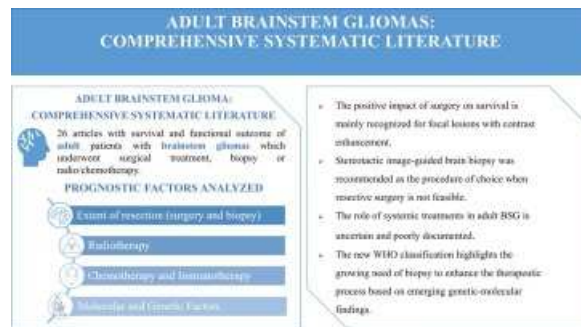 ADULT BRAINSTEM GLIOMAS:
COMPREHENSIVE SYSTEMATIC LITERATURE
ADULT BRAINSTEM GLIOMA:
COMPREHENSIVE SYSTEMATIC LITERATURE
26 articles with survival and functional outcome of
adult patients with brainstem gliomas which
underwent surgical treatment, biopsy or
radio/chemotherapy.
PROGNOSTIC FACTORS ANALYZED
Extent of resection (surgery and biopsy)
Radiotherapy
Chemotherapy and Immunotherapy
Molecular and Genetic Factors
The positive impact of surgery on survival is
mainly recognized for focal lesions with contrast
enhancement.
Stereotactic image-guided brain biopsy was
recommended as the procedure of choice when
resective surgery is not feasible.
The role of systemic treatments in adult BSG is
uncertain and poorly documented.
The new WHO classification highlights the
growing need of biopsy to enhance the therapeutic
process based on emerging genetic-molecular
findings.